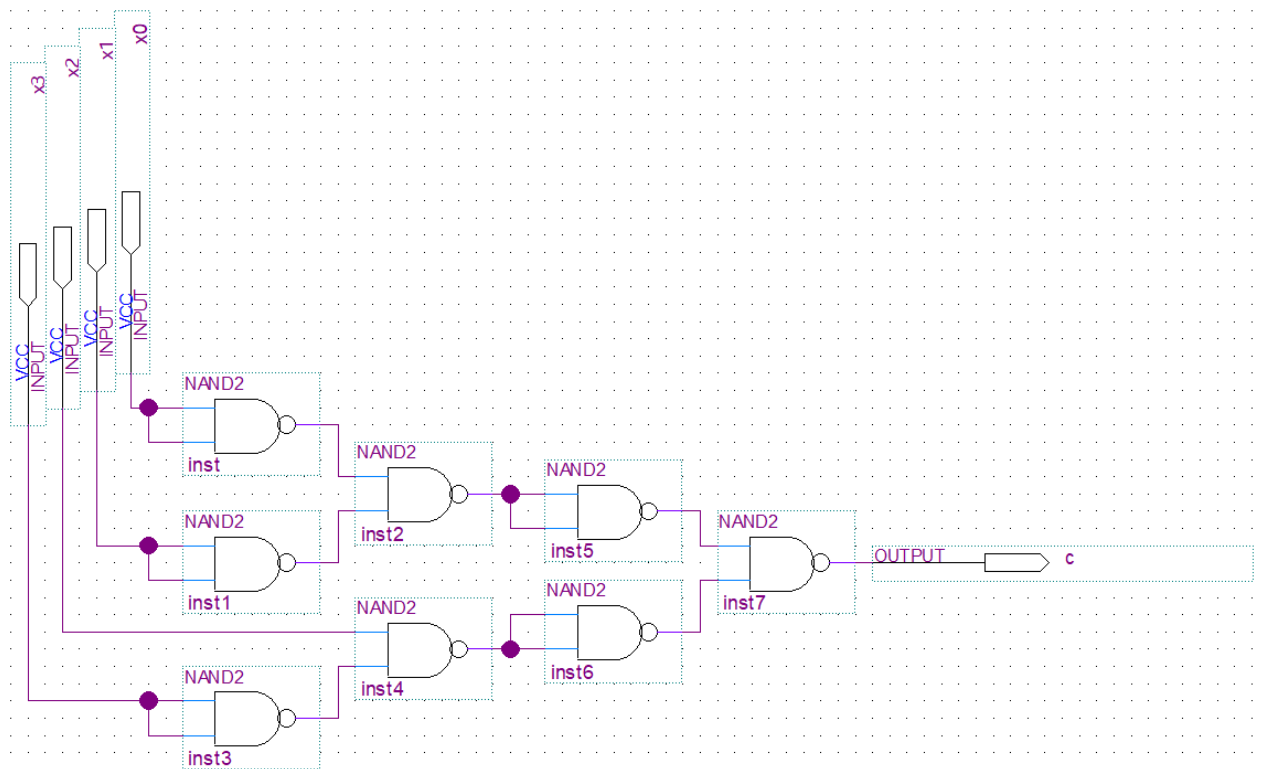 x3
x2
x1
x0
VCC
INPUT
VCC
INPUT
VCC
INPUT
VCC
INPUT
NAND2
inst
NAND2
inst2
NAND2
inst5
NAND2
inst1
NAND2
inst7
OUTPUT
c
NAND2
inst4
NAND2
inst6
NAND2
inst3